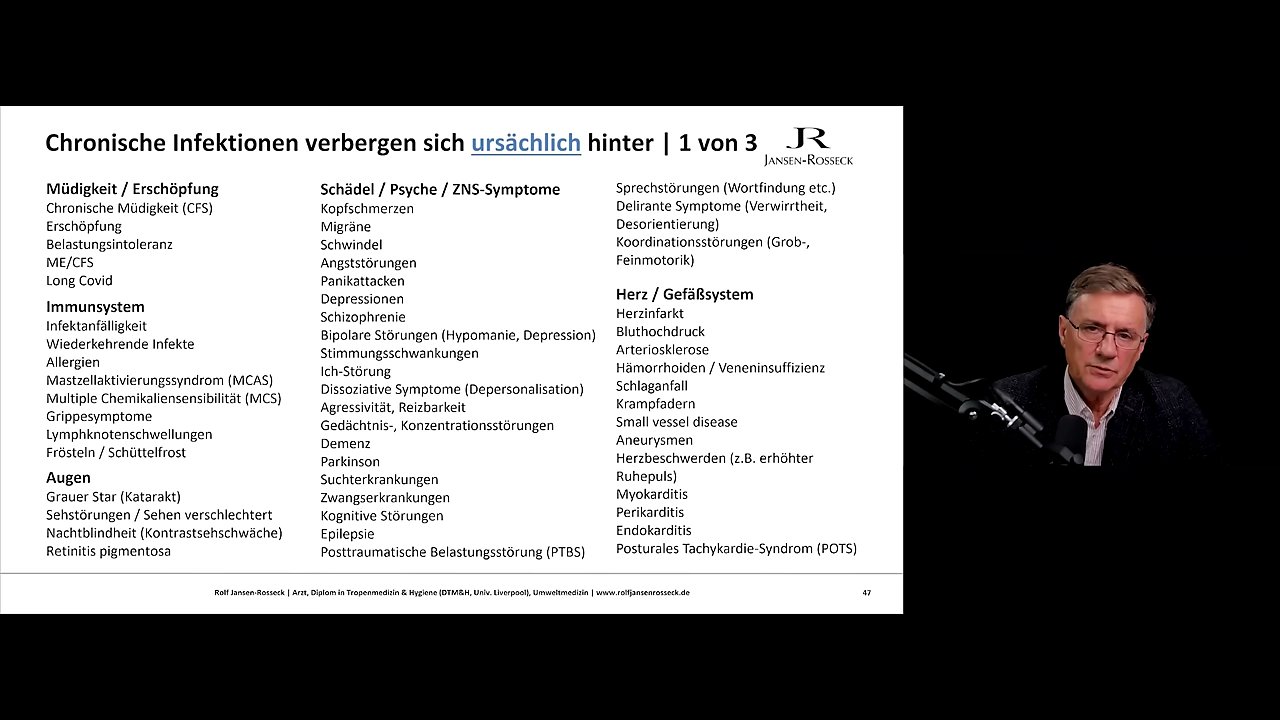 Chronische Infektionen verbergen sich ursächlich hinter | 1 von 3
JR
JANSEN-ROSSECK
Müdigkeit / Erschöpfung
Chronische Müdigkeit (CFS)
Erschöpfung
Belastungsintoleranz
ME/CFS
Long Covid
Immunsystem
Infektanfälligkeit
Wiederkehrende Infekte
Allergien
Mastzellaktivierungssyndrom (MCAS)
Multiple Chemikaliensensibilität (MCS)
Grippesymptome
Lymphknotenschwellungen
Frösteln / Schüttelfrost
Augen
Grauer Star (Katarakt)
Sehstörungen / Sehen verschlechtert
Nachtblindheit (Kontrastsehschwäche)
Retinitis pigmentosa
Schädel / Psyche / ZNS-Symptome
Kopfschmerzen
Migräne
Schwindel
Angststörungen
Panikattacken
Depressionen
Schizophrenie
Bipolare Störungen (Hypomanie, Depression)
Stimmungsschwankungen
Ich-Störung
Dissoziative Symptome (Depersonalisation)
Agressivität, Reizbarkeit
Gedächtnis-, Konzentrationsstörungen
Demenz
Parkinson
Suchterkrankungen
Zwangserkrankungen
Kognitive Störungen
Epilepsie
Posttraumatische Belastungsstörung (PTBS)
Sprechstörungen (Wortfindung etc.)
Delirante Symptome (Verwirrtheit,
Desorientierung)
Koordinationsstörungen (Grob-,
Feinmotorik)
Herz / Gefäßsystem
Herzinfarkt
Bluthochdruck
Arteriosklerose
Hämorrhoiden / Veneninsuffizienz
Schlaganfall
Krampfadern
Small vessel disease
Aneurysmen
Herzbeschwerden (z.B. erhöhter
Ruhepuls)
Myokarditis
Perikarditis
Endokarditis
Posturales Tachykardie-Syndrom (POTS)
Rolf Jansen-Rosseck | Arzt, Diplom in Tropenmedizin & Hygiene (DTM&H, Univ. Liverpool), Umweltmedizin | www.rolfjansenrosseck.de
47